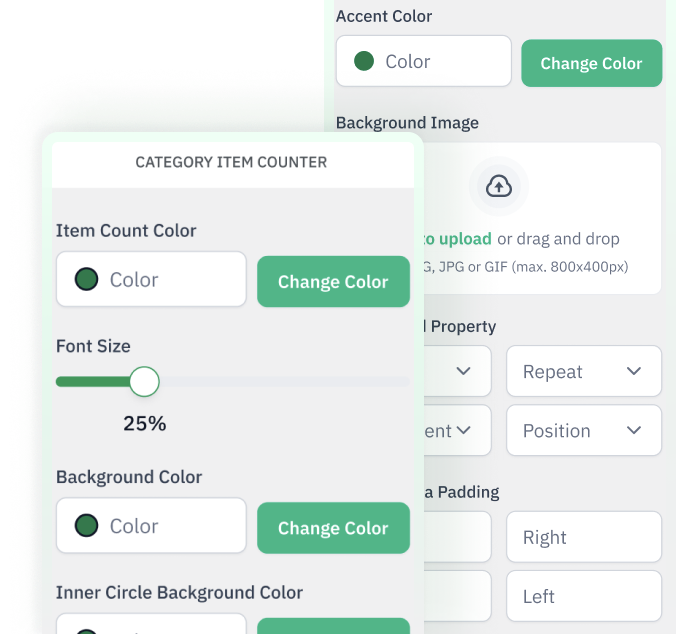 Accent Color
Color
Change Color
Background Image
to upload or drag and drop
G, JPG or GIF (max. 800x400px)
Property
Repeat
ent
Position
a Padding
Right
Left
CATEGORY ITEM COUNTER
Item Count Color
Color
Change Color
Font Size
25%
Background Color
Color
Change Color
Inner Circle Background Color